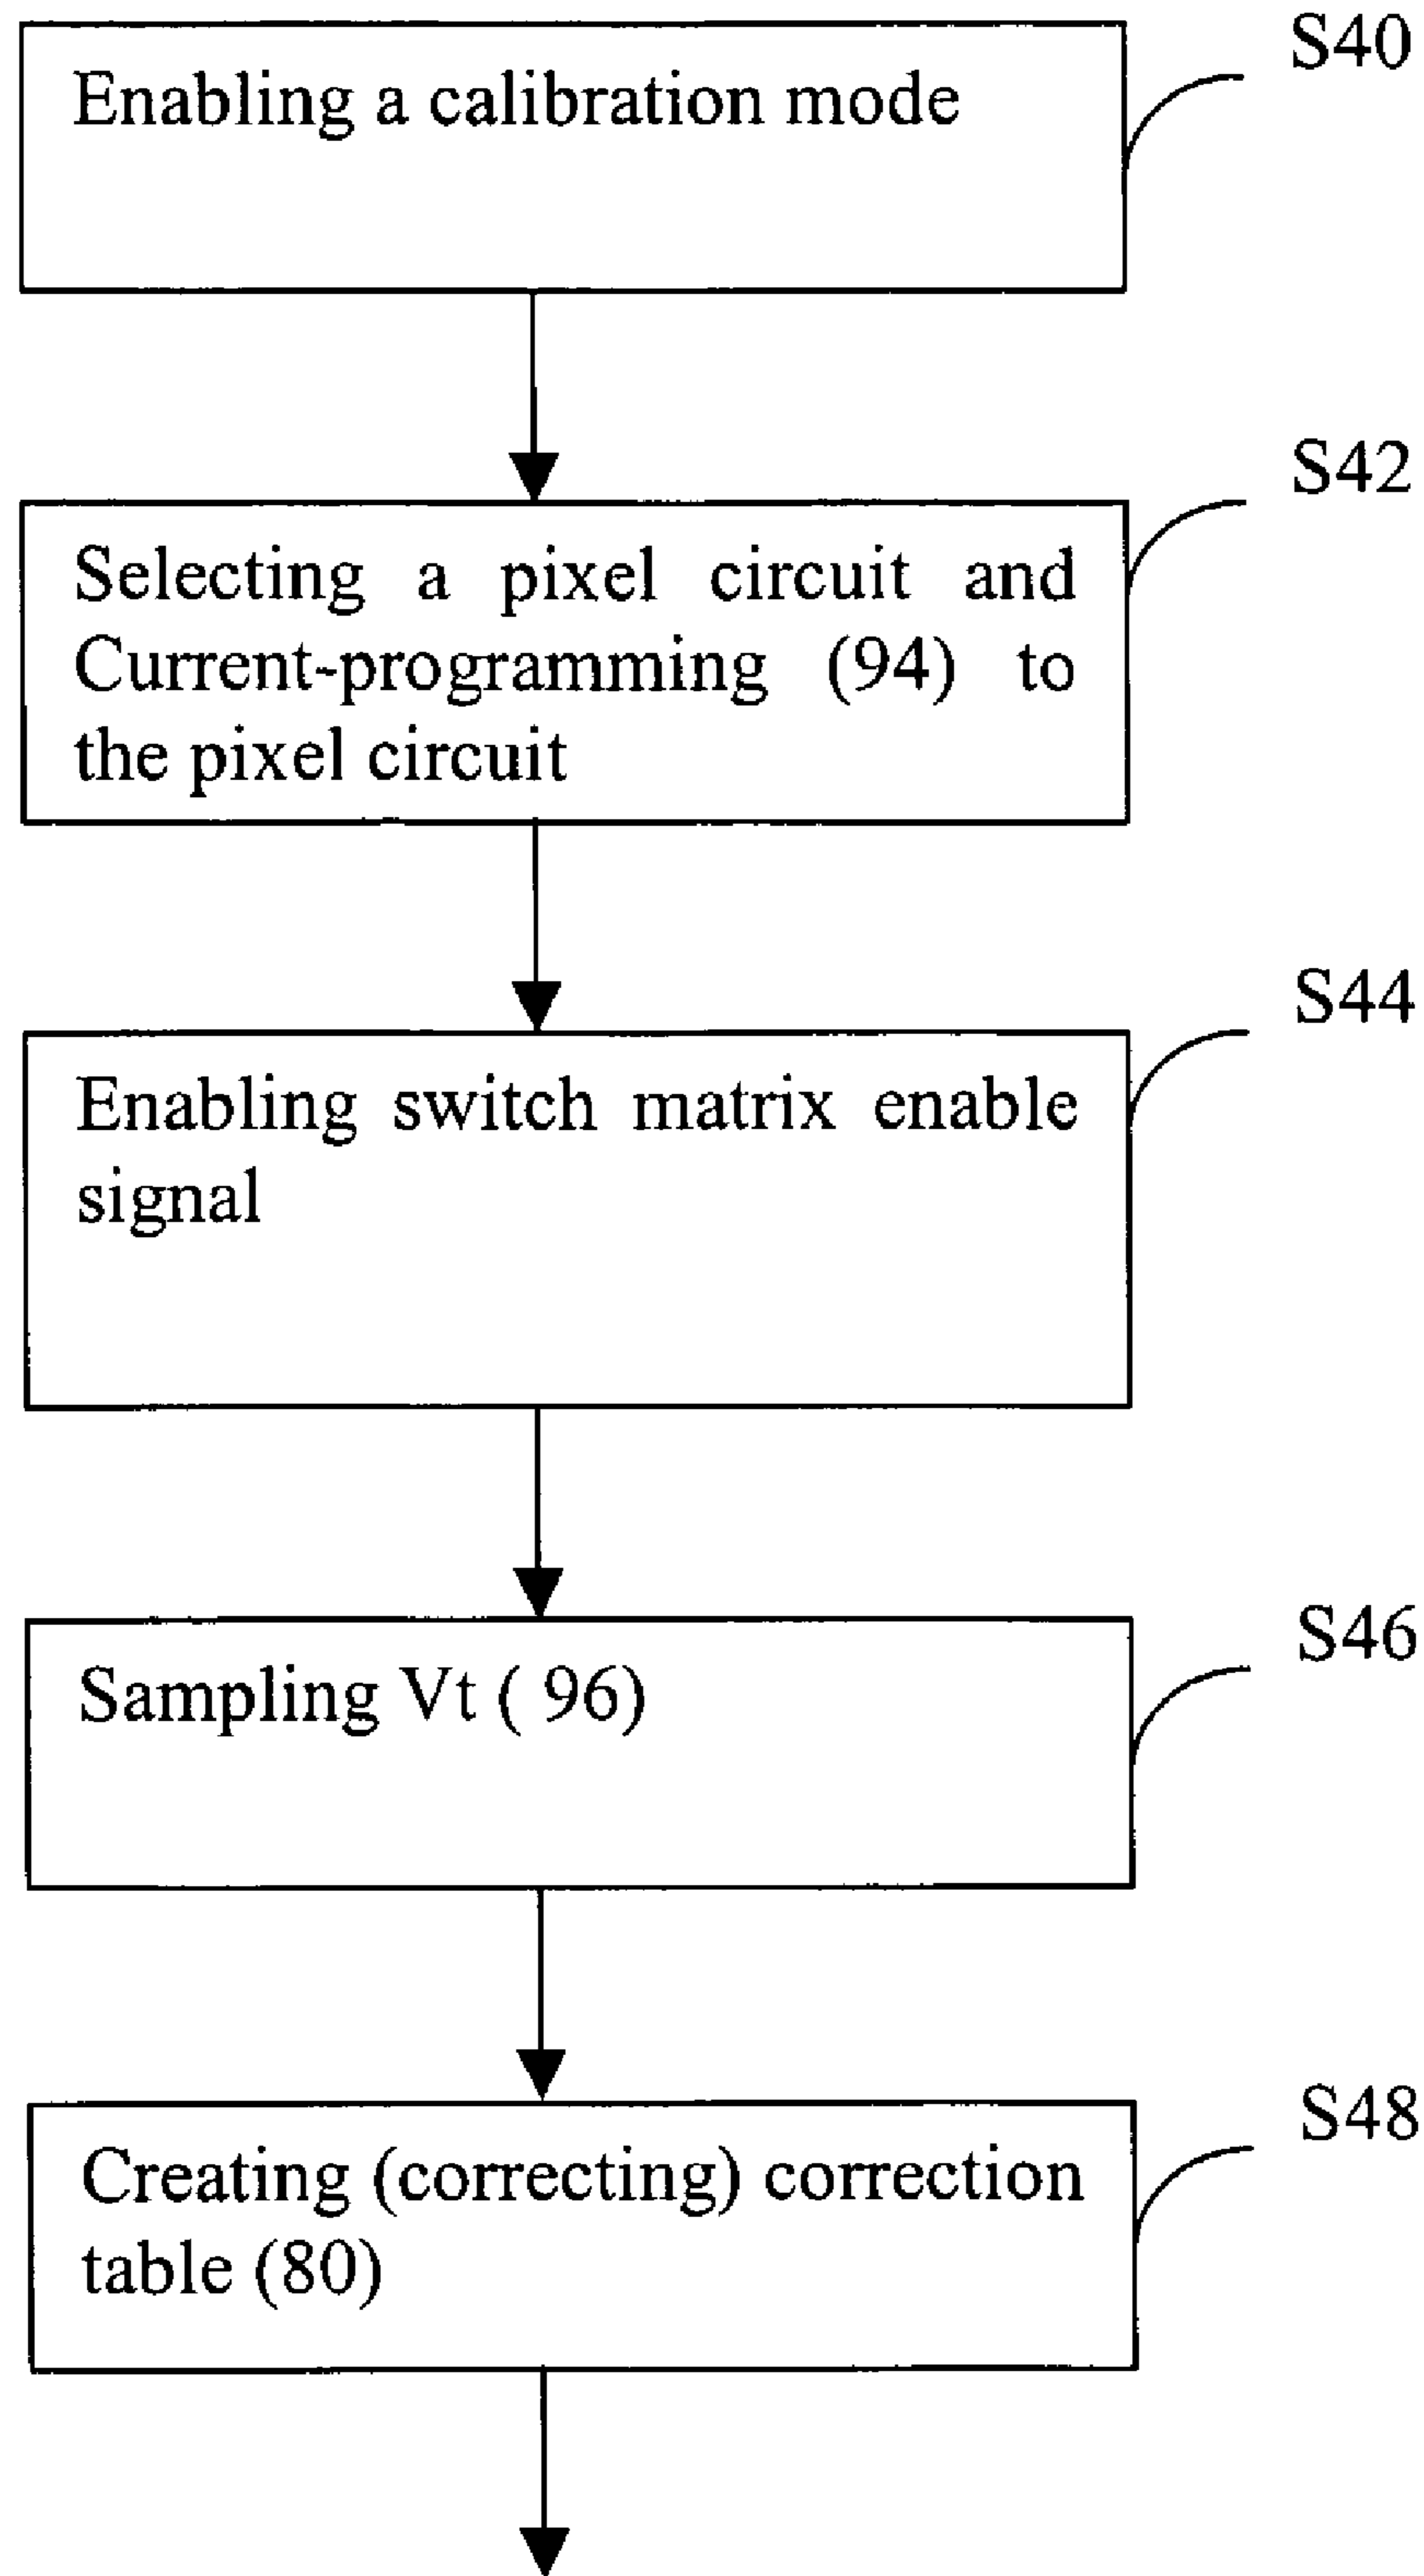 S40
Enabling a calibration mode
S42
Selecting a pixel circuit and
Current-programming (94) to
the pixel circuit
S44
Enabling switch matrix enable
signal
S46
Sampling Vt ( 96)
S48
Creating (correcting) correction
table (80)